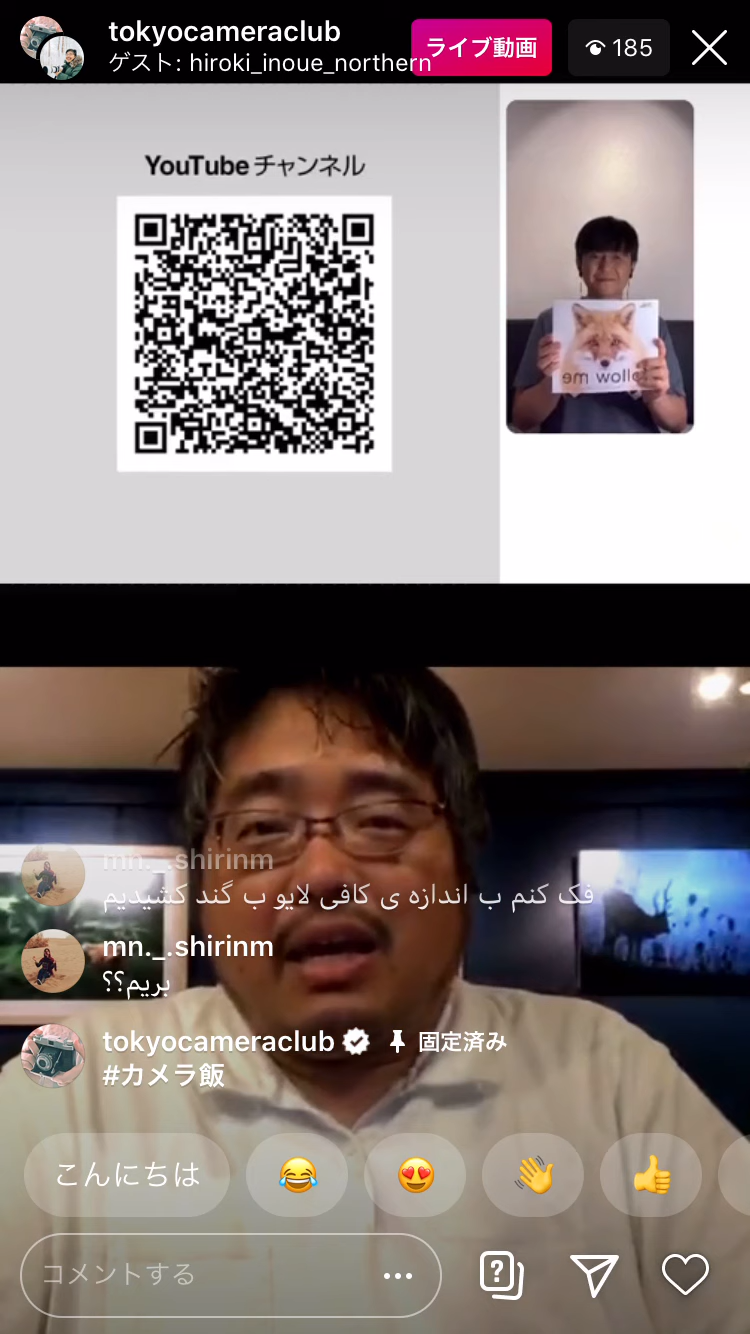 tokyocameraclub
ゲスト: hiroki_inoue_northern
ライブ動画
185
YouTubeチャンネル
follow me
mn._.shirinm
فک کنم ب اندازه ی کافی لایو ب گند کشیدیم
mn._.shirinm
بریم؟؟
tokyocameraclub 固定済み
#カメラ飯
こんにちは
コメントする